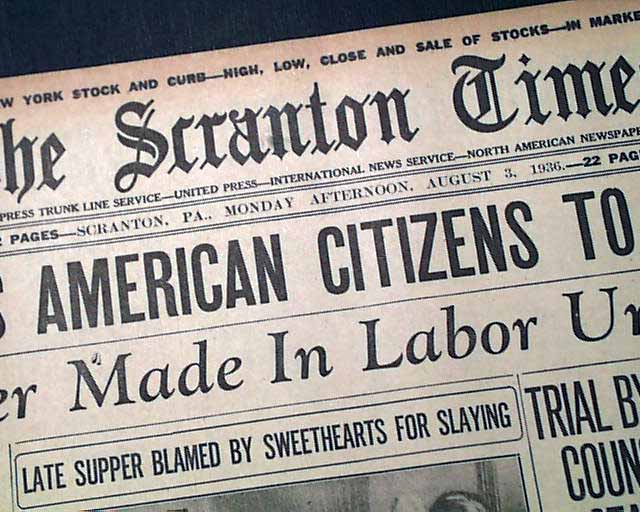 W YORK STOCK AND CURB—HIGH, LOW, CLOSE AND SALE OF STOCKS—IN MARKE
he Scranton Time
PRESS TRUNK LINE SERVICE—UNITED PRESS—INTERNATIONAL NEWS SERVICE—NORTH AMERICAN NEWSPAPE
PAGES—SCRANTON, PA., MONDAY AFTERNOON, AUGUST 3, 1936.—22 PAG
S AMERICAN CITIZENS TO
er Made In Labor Un
LATE SUPPER BLAMED BY SWEETHEARTS FOR SLAYING
TRIAL BY
COUN